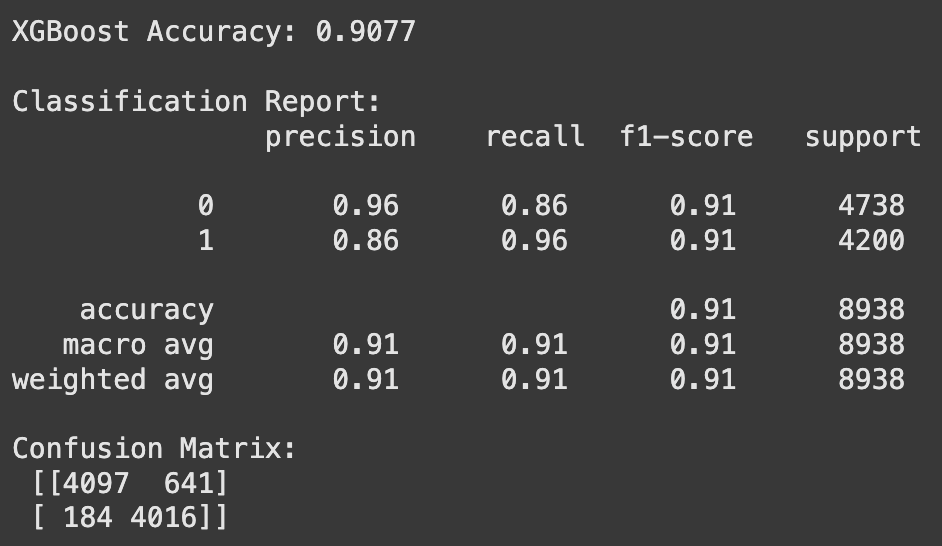 XGBoost Accuracy: 0.9077
Classification Report:
precision recall f1-score support
0 0.96 0.86 0.91 4738
1 0.86 0.96 0.91 4200
accuracy 0.91 8938
macro avg 0.91 0.91 0.91 8938
weighted avg 0.91 0.91 0.91 8938
Confusion Matrix:
[[4097 641]
[ 184 4016]]